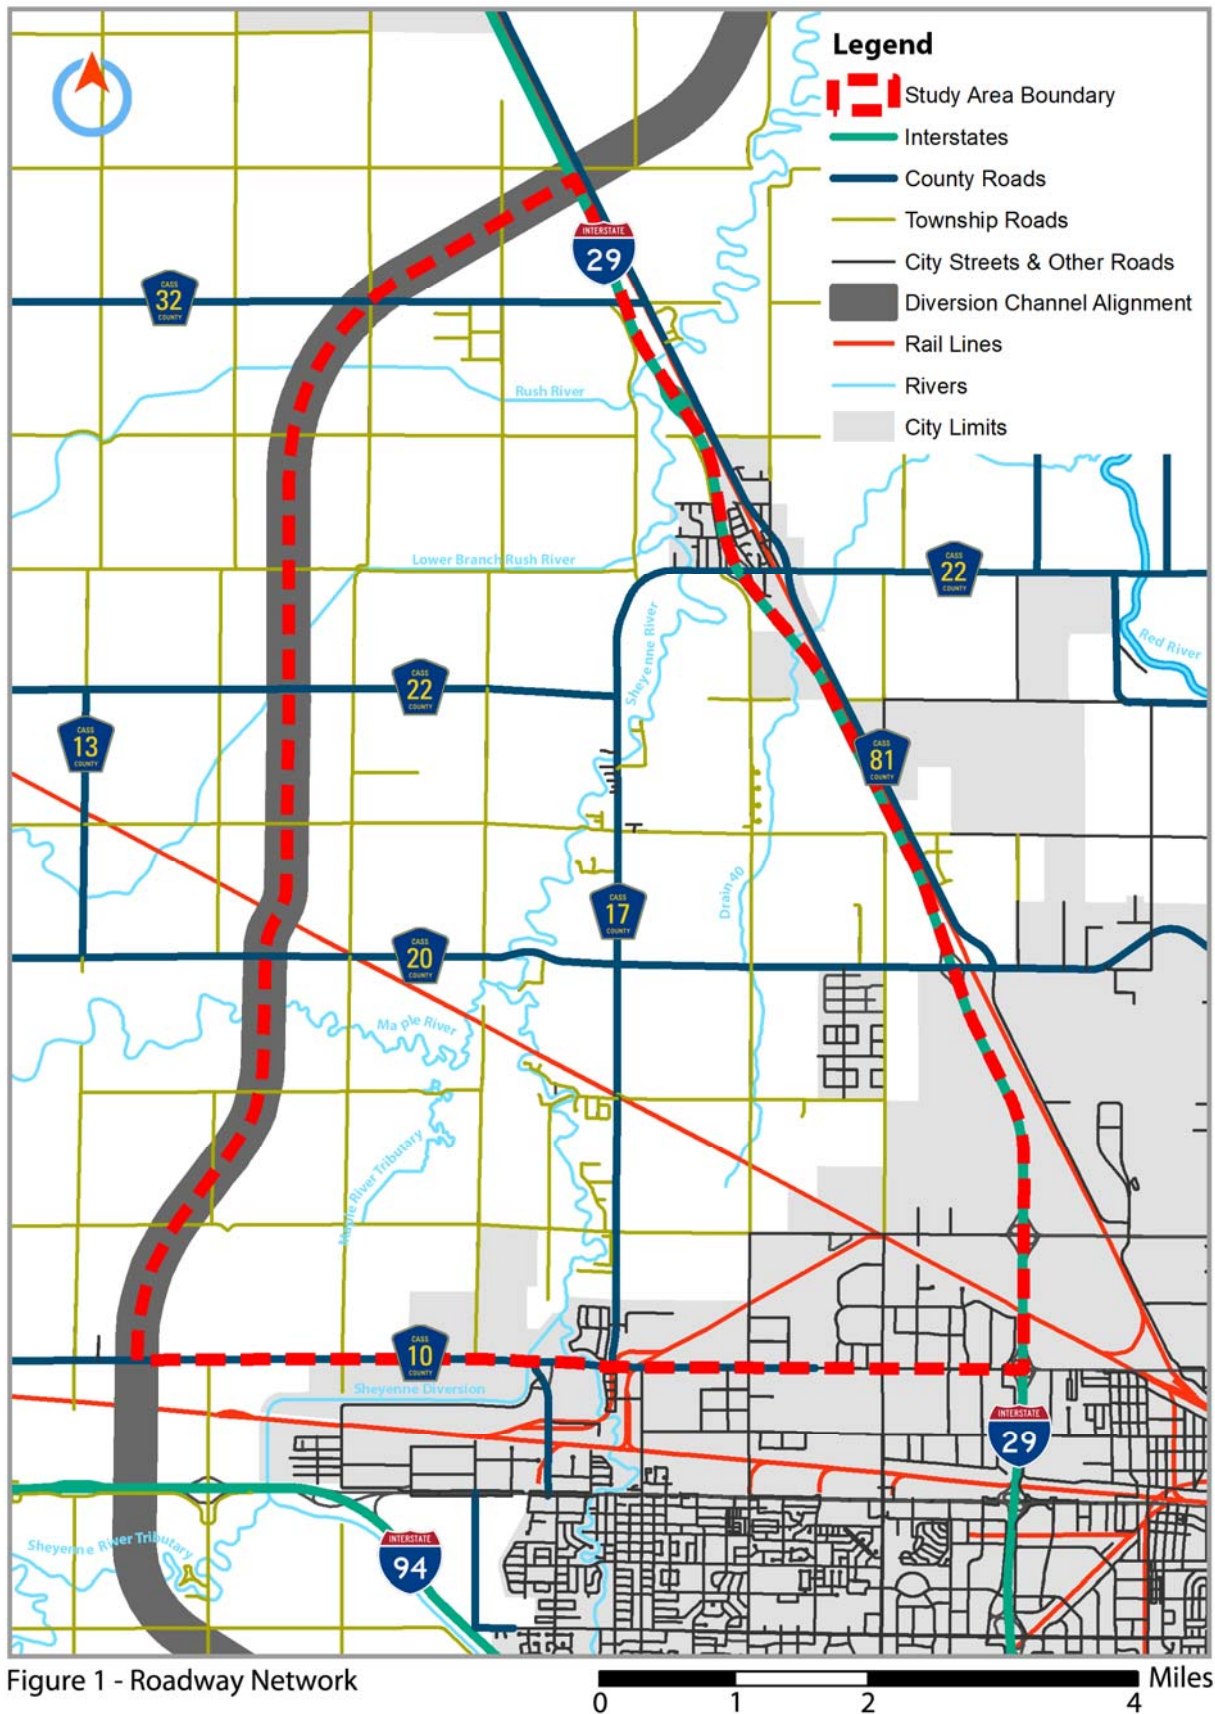 Legend
Study Area Boundary
Interstates
County Roads
Township Roads
City Streets & Other Roads
Diversion Channel Alignment
Rail Lines
Rivers
City Limits
INTERSTATE
29
CASS
32
COUNTY
Rush River
Lower Branch Rush River
CASS
22
COUNTY
Sheyenne River
Red River
CASS
22
COUNTY
CASS
13
COUNTY
CASS
81
COUNTY
Drain 40
CASS
17
COUNTY
CASS
20
COUNTY
Maple River
Maple River Tributary
CASS
10
COUNTY
Sheyenne Diversion
INTERSTATE
29
INTERSTATE
94
Sheyenne River Tributary
Figure 1 - Roadway Network
Miles
0 1 2 4